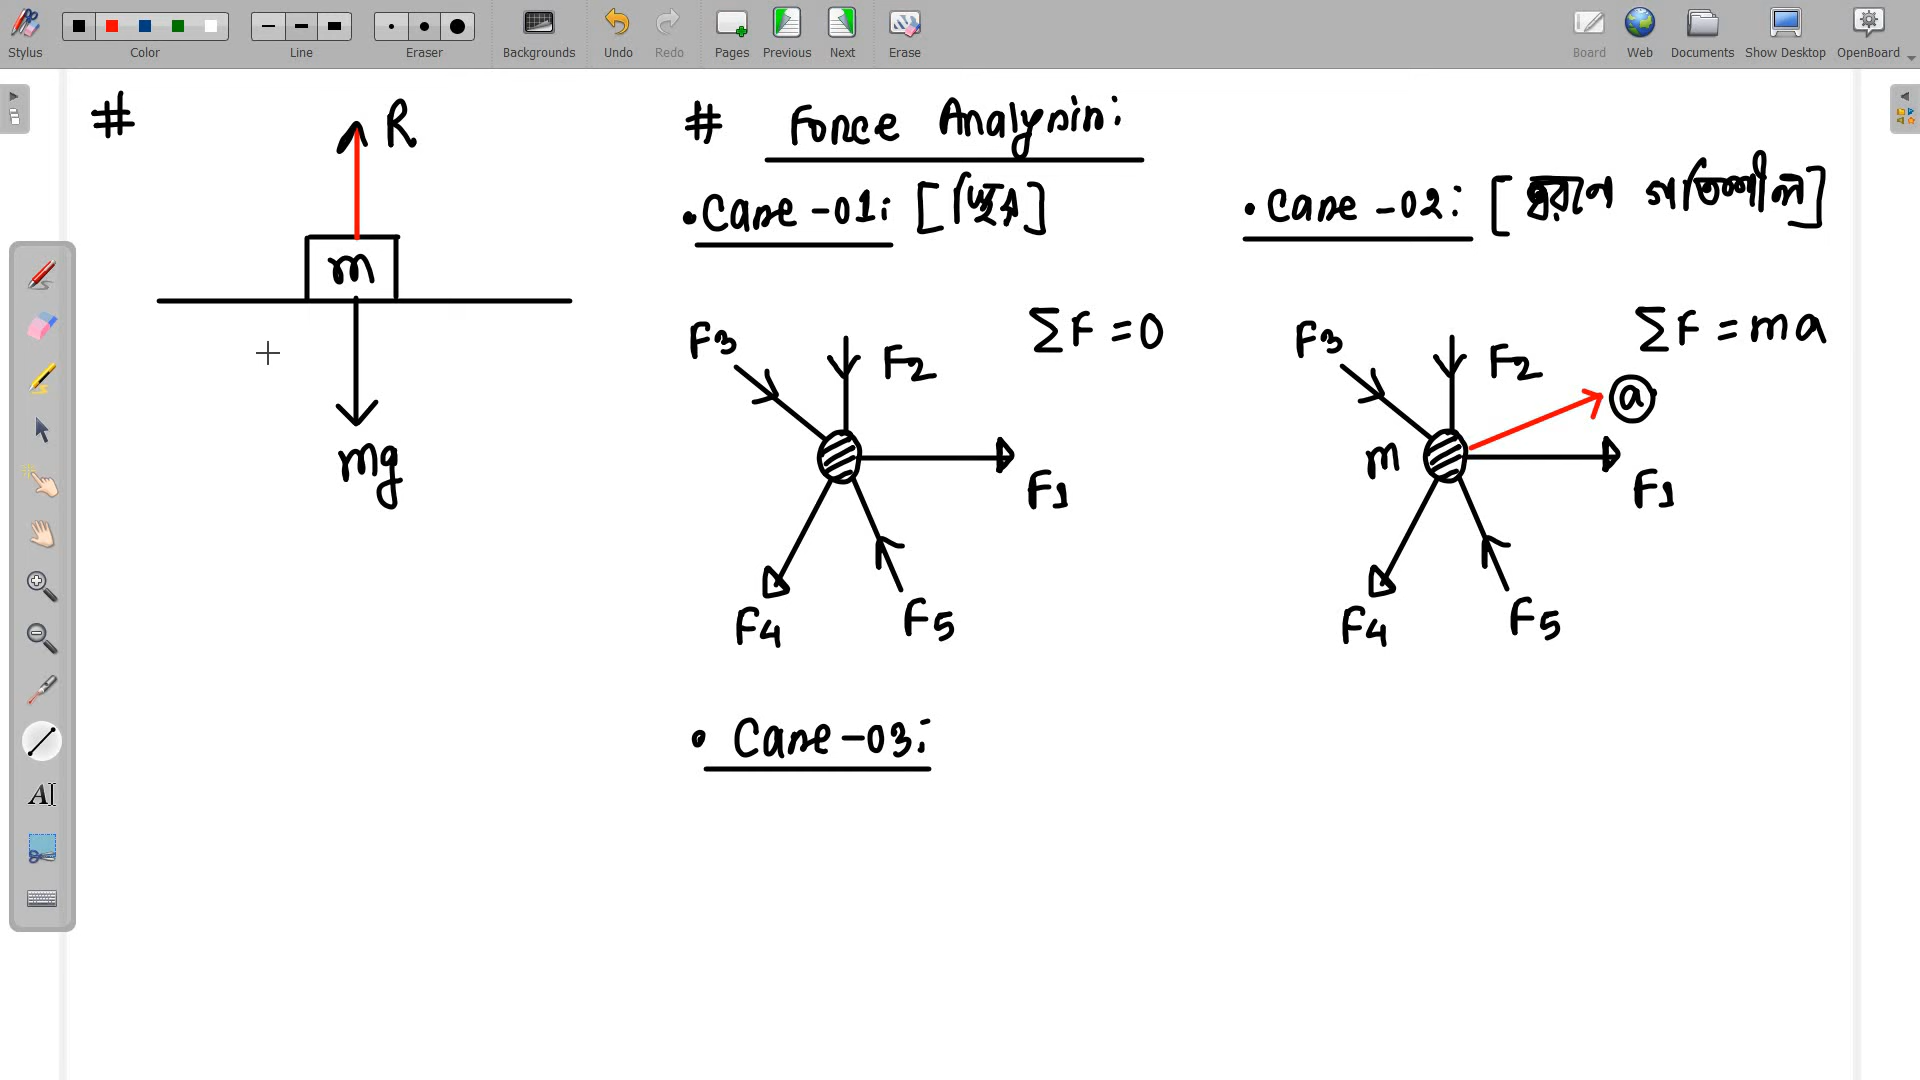 Stylus
Color
Line
Eraser
Backgrounds
Undo
Redo
Pages
Previous
Next
Erase
Board
Web
Documents
Show Desktop
OpenBoard
#
R
m
mg
# Force Analysis:
• Case -01: [স্থির]
ΣF = 0
F3
F2
F1
F4
F5
• Case -02: [ত্বরণে গতিশীল]
ΣF = ma
F3
F2
a
m
F1
F4
F5
• Case -03: